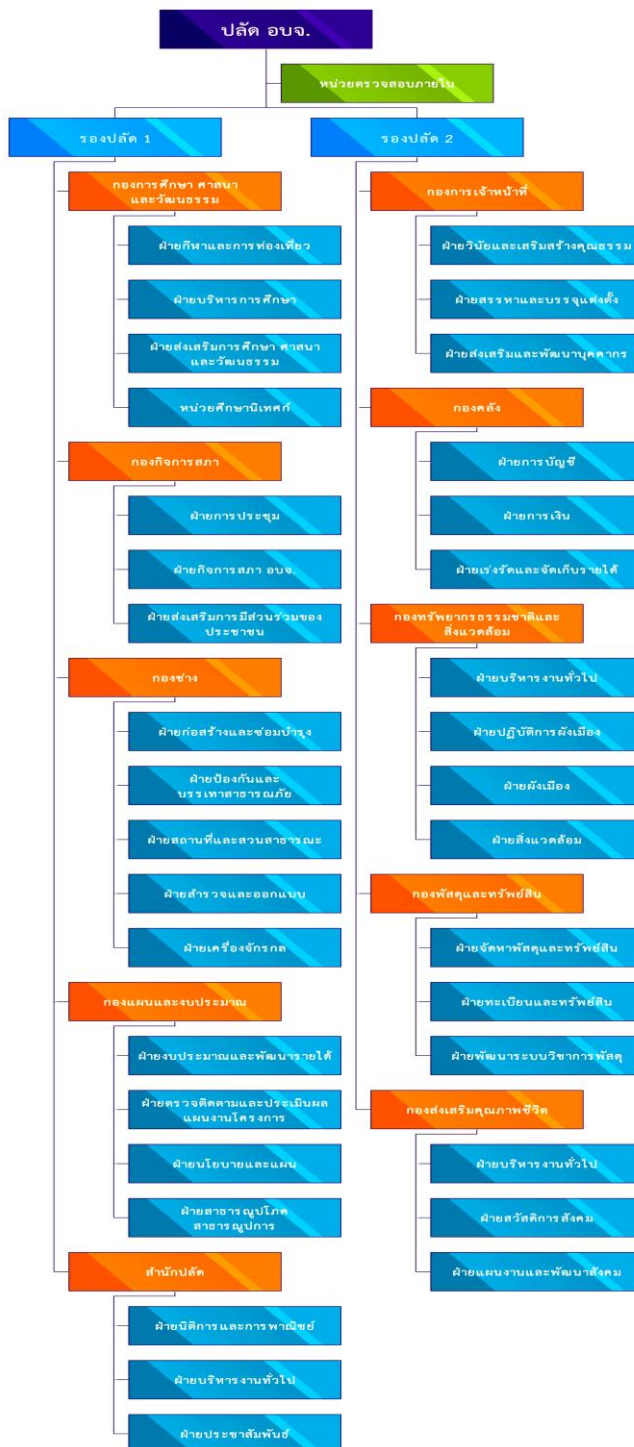 ปลัด อบจ.
หน่วยตรวจสอบภายใน
รองปลัด 1
กองการศึกษา ศาสนา
และวัฒนธรรม
ฝ่ายกีฬาและการท่องเที่ยว
ฝ่ายบริหารการศึกษา
ฝ่ายส่งเสริมการศึกษา ศาสนา
และวัฒนธรรม
หน่วยศึกษานิเทศก์
กองกิจการสภา
ฝ่ายการประชุม
ฝ่ายกิจการสภา อบจ.
ฝ่ายส่งเสริมการมีส่วนร่วมของ
ประชาชน
กองช่าง
ฝ่ายก่อสร้างและซ่อมบำรุง
ฝ่ายป้องกันและ
บรรเทาสาธารณภัย
ฝ่ายสถานที่และสวนสาธารณะ
ฝ่ายสำรวจและออกแบบ
ฝ่ายเครื่องจักรกล
กองแผนและงบประมาณ
ฝ่ายงบประมาณและพัฒนารายได้
ฝ่ายตรวจติดตามและประเมินผล
แผนงานโครงการ
ฝ่ายนโยบายและแผน
ฝ่ายสาธารณูปโภค
สาธารณูปการ
สำนักปลัด
ฝ่ายนิติการและการพาณิชย์
ฝ่ายบริหารงานทั่วไป
ฝ่ายประชาสัมพันธ์
รองปลัด 2
กองการเจ้าหน้าที่
ฝ่ายวินัยและเสริมสร้างคุณธรรม
ฝ่ายสรรหาและบรรจุแต่งตั้ง
ฝ่ายส่งเสริมและพัฒนาบุคคากร
กองคลัง
ฝ่ายการบัญชี
ฝ่ายการเงิน
ฝ่ายเร่งรัดและจัดเก็บรายได้
กองทรัพยากรธรรมชาติและ
สิ่งแวดล้อม
ฝ่ายบริหารงานทั่วไป
ฝ่ายปฏิบัติการผังเมือง
ฝ่ายผังเมือง
ฝ่ายสิ่งแวดล้อม
กองพัสดุและทรัพย์สิน
ฝ่ายจัดหาพัสดุและทรัพย์สิน
ฝ่ายทะเบียนและทรัพย์สิน
ฝ่ายพัฒนาระบบวิชาการพัสดุ
กองส่งเสริมคุณภาพชีวิต
ฝ่ายบริหารงานทั่วไป
ฝ่ายสวัสดิการสังคม
ฝ่ายแผนงานและพัฒนาสังคม